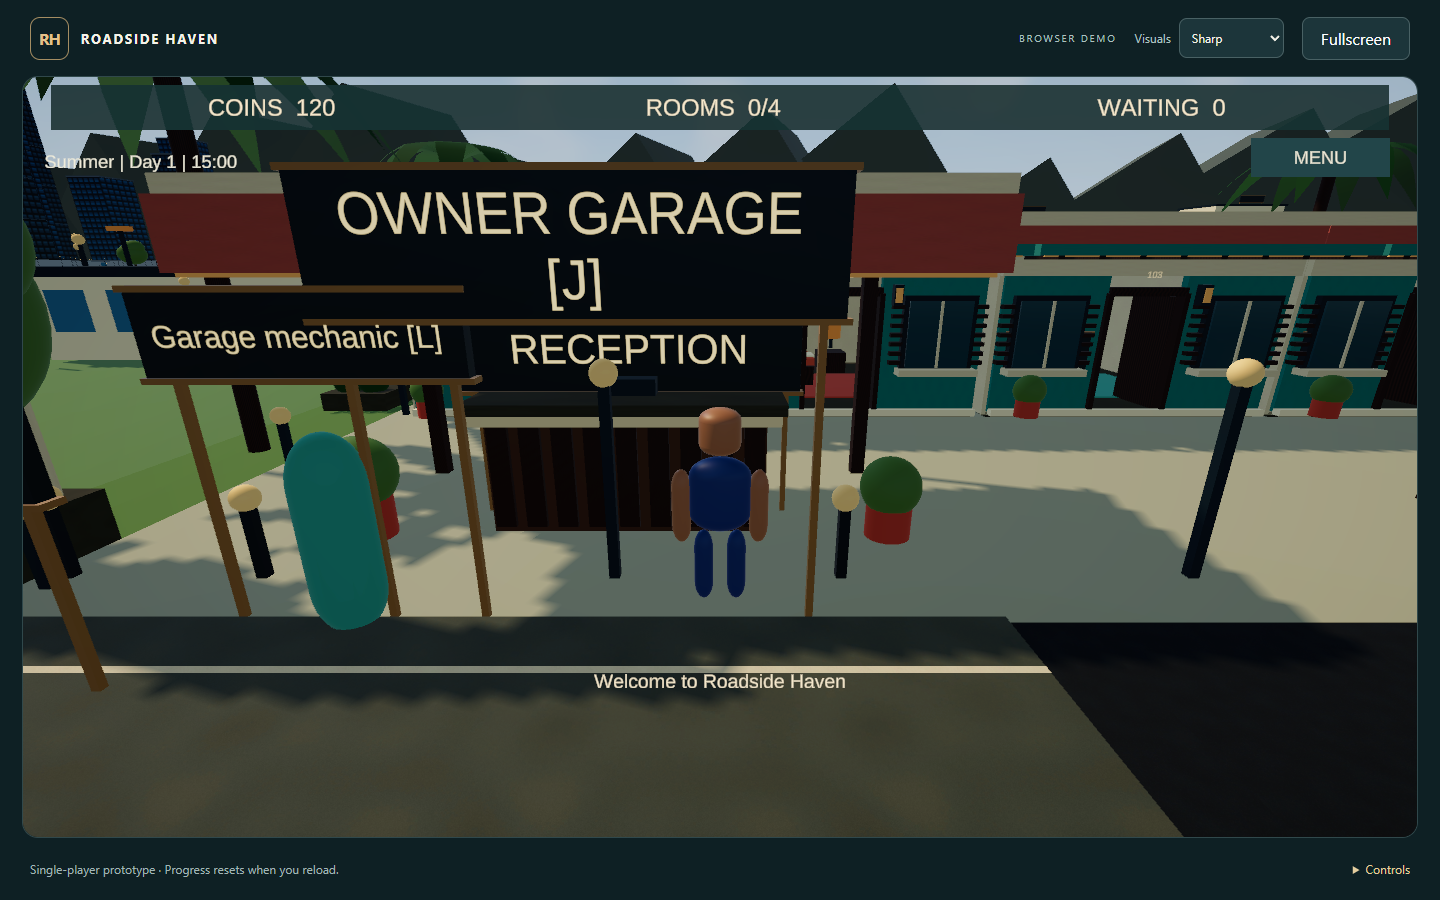 RH ROADSIDE HAVEN
BROWSER DEMO Visuals Sharp Fullscreen
COINS 120 ROOMS 0/4 WAITING 0
Summer | Day 1 | 15:00
MENU
OWNER GARAGE
[J]
103
Garage mechanic [L]
RECEPTION
Welcome to Roadside Haven
Single-player prototype · Progress resets when you reload.
Controls